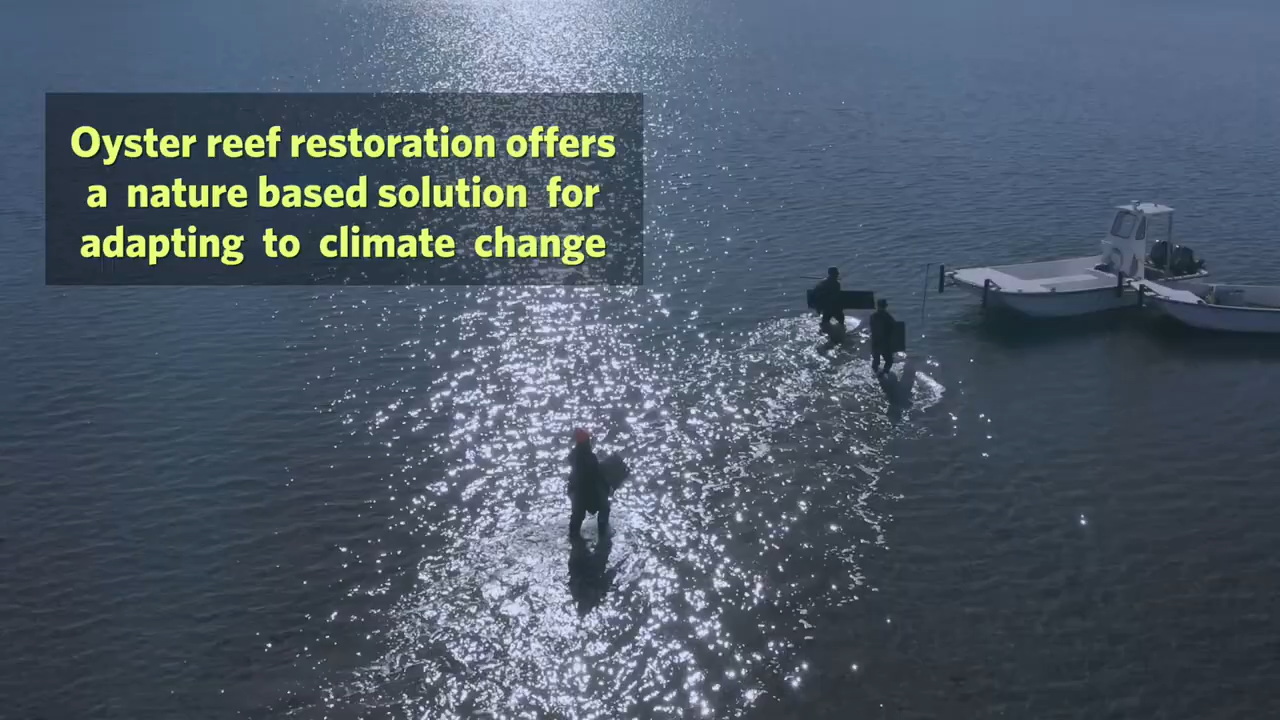 Oyster reef restoration offers
a nature based solution for
adapting to climate change